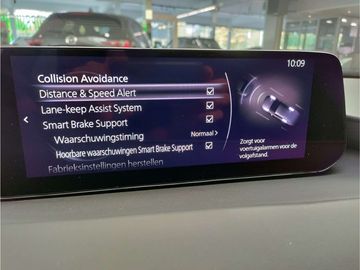 10:09
Collision Avoidance
Distance & Speed Alert
Lane-keep Assist System
Smart Brake Support
Waarschuwingstiming Normaal
Hoorbare waarschuwingen Smart Brake Support
Fabrieksinstellingen herstellen
Zorgt voor
voertuigalarmen voor de
volgafstand.